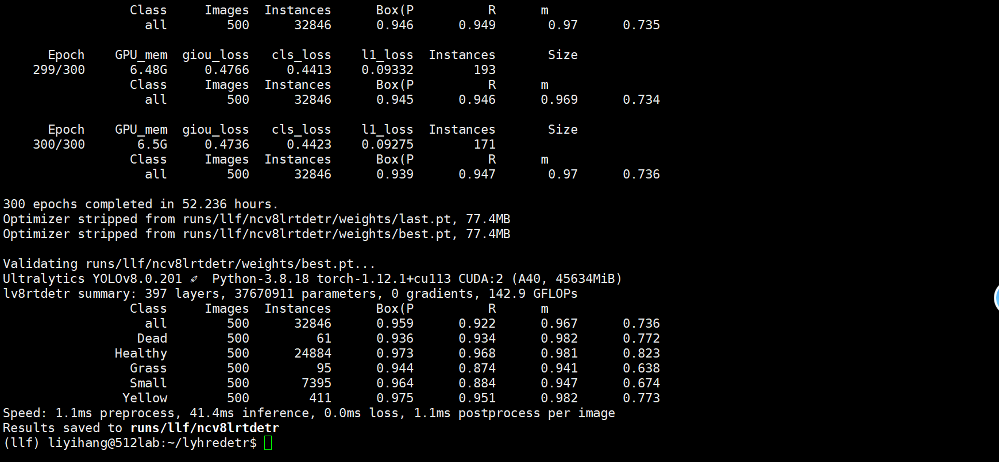 Class Images Instances Box(P R m
all 500 32846 0.946 0.949 0.97 0.735
Epoch GPU_mem giou_loss cls_loss l1_loss Instances Size
299/300 6.48G 0.4766 0.4413 0.09332 193
Class Images Instances Box(P R m
all 500 32846 0.945 0.946 0.969 0.734
Epoch GPU_mem giou_loss cls_loss l1_loss Instances Size
300/300 6.5G 0.4736 0.4423 0.09275 171
Class Images Instances Box(P R m
all 500 32846 0.939 0.947 0.97 0.736
300 epochs completed in 52.236 hours.
Optimizer stripped from runs/llf/ncv8lrtdetr/weights/last.pt, 77.4MB
Optimizer stripped from runs/llf/ncv8lrtdetr/weights/best.pt, 77.4MB
Validating runs/llf/ncv8lrtdetr/weights/best.pt...
Ultralytics YOLOv8.0.201 🚀 Python-3.8.18 torch-1.12.1+cu113 CUDA:2 (A40, 45634MiB)
lv8rtdetr summary: 397 layers, 37670911 parameters, 0 gradients, 142.9 GFLOPs
Class Images Instances Box(P R m
all 500 32846 0.959 0.922 0.967 0.736
Dead 500 61 0.936 0.934 0.982 0.772
Healthy 500 24884 0.973 0.968 0.981 0.823
Grass 500 95 0.944 0.874 0.941 0.638
Small 500 7395 0.964 0.884 0.947 0.674
Yellow 500 411 0.975 0.951 0.982 0.773
Speed: 1.1ms preprocess, 41.4ms inference, 0.0ms loss, 1.1ms postprocess per image
Results saved to runs/llf/ncv8lrtdetr
(llf) liyihang@512lab:~/lyhredetr$